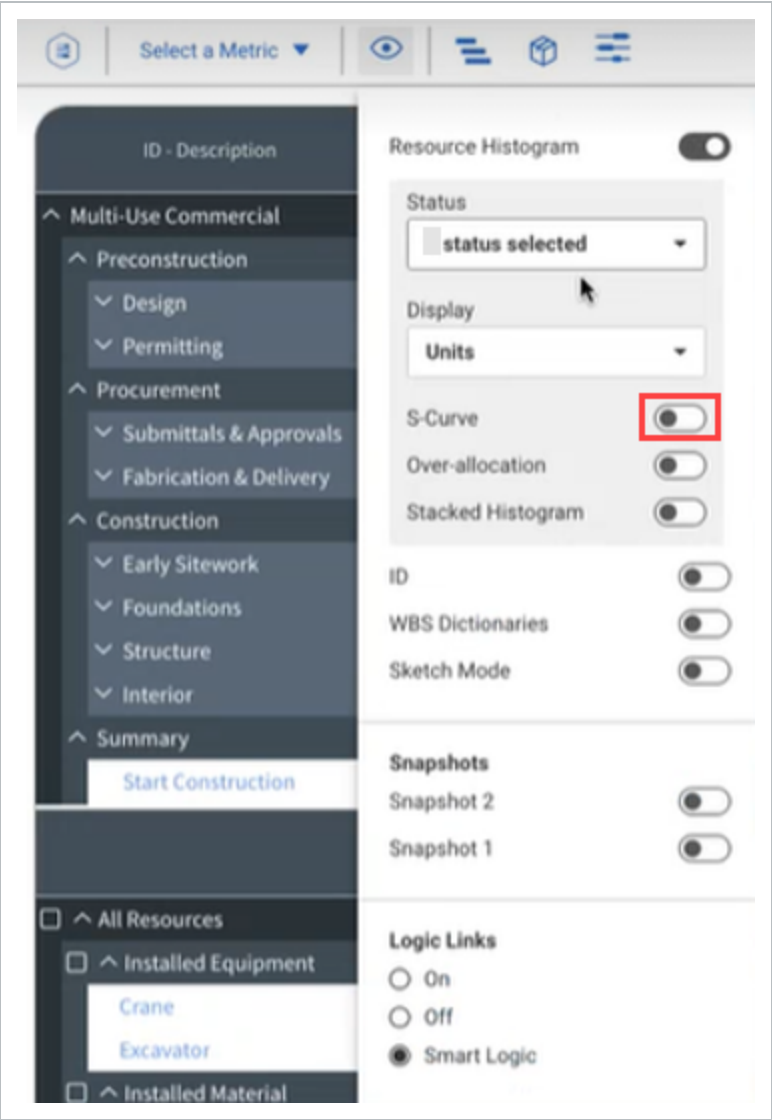 Select a Metric
ID - Description
Multi-Use Commercial
Preconstruction
Design
Permitting
Procurement
Submittals & Approvals
Fabrication & Delivery
Construction
Early Sitework
Foundations
Structure
Interior
Summary
Start Construction
All Resources
Installed Equipment
Crane
Excavator
Installed Material
Resource Histogram
Status
status selected
Display
Units
S-Curve
Over-allocation
Stacked Histogram
ID
WBS Dictionaries
Sketch Mode
Snapshots
Snapshot 2
Snapshot 1
Logic Links
On
Off
Smart Logic